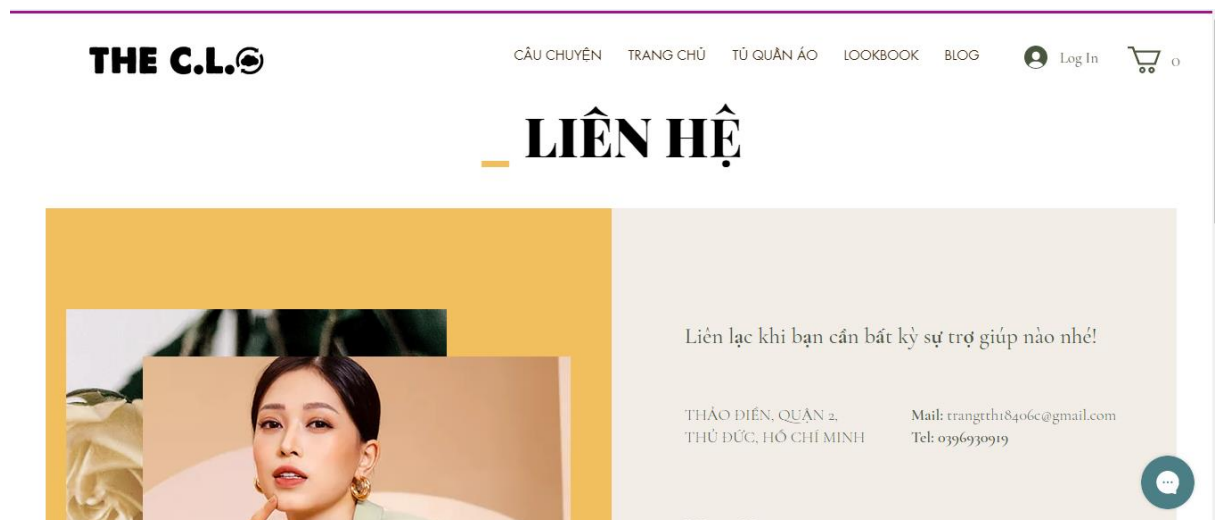 THE C.L.O
CÂU CHUYỆN TRANG CHỦ TỦ QUẦN ÁO LOOKBOOK BLOG Log In 0
_ LIÊN HỆ
Liên lạc khi bạn cần bất kỳ sự trợ giúp nào nhé!
THẢO ĐIỀN, QUẬN 2,
THỦ ĐỨC, HỒ CHÍ MINH
Mail: trangtth18406c@gmail.com
Tel: 0396930919